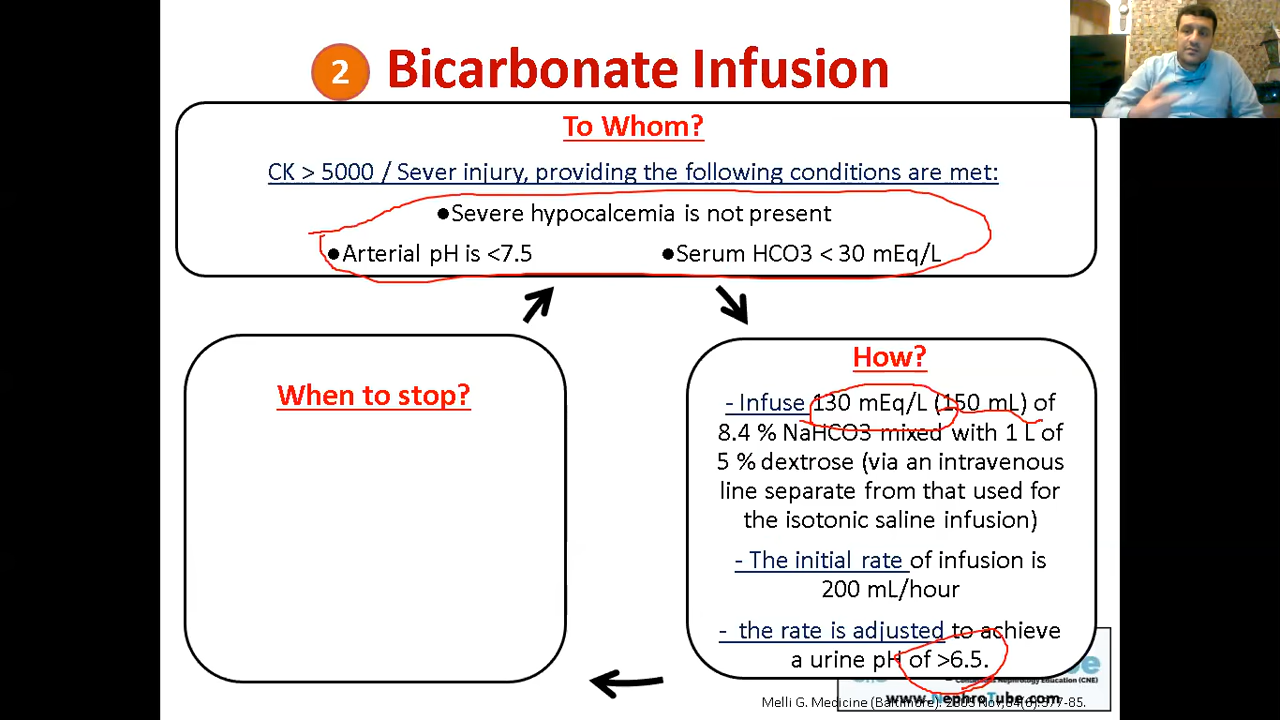 2
Bicarbonate Infusion
To Whom?
CK > 5000 / Sever injury, providing the following conditions are met:
●Severe hypocalcemia is not present
●Arterial pH is <7.5 ●Serum HCO3 < 30 mEq/L
When to stop?
How?
- Infuse 130 mEq/L (150 mL) of
8.4 % NaHCO3 mixed with 1 L of
5 % dextrose (via an intravenous
line separate from that used for
the isotonic saline infusion)
- The initial rate of infusion is
200 mL/hour
- the rate is adjusted to achieve
a urine pH of >6.5.
Nephrology Education (CNE)
www.NephroTube.com
Melli G. Medicine (Baltimore).